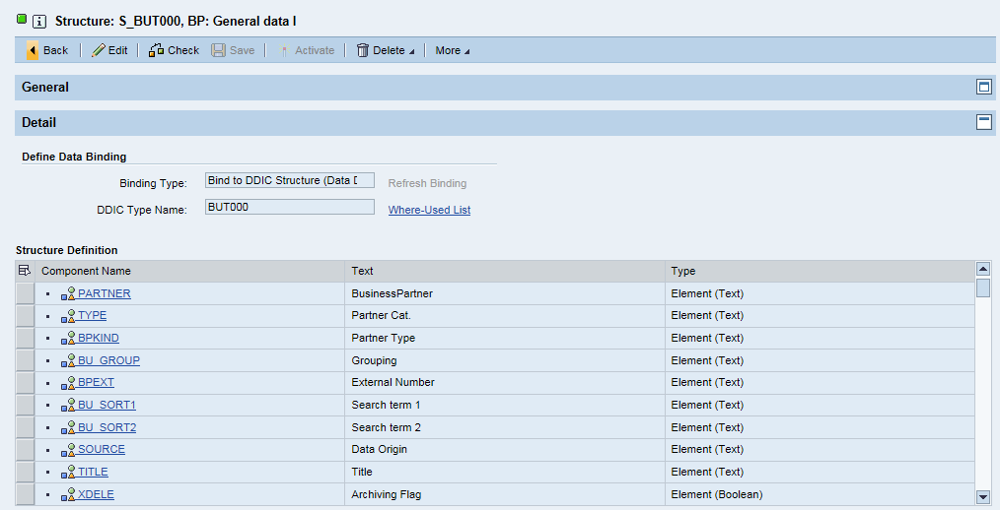 Structure: S_BUT000, BP: General data I
Back Edit Check Save Activate Delete More
General
Detail
Define Data Binding
Binding Type: Bind to DDIC Structure (Data D Refresh Binding
DDIC Type Name: BUT000 Where-Used List
Structure Definition
Component Name Text Type
PARTNER BusinessPartner Element (Text)
TYPE Partner Cat. Element (Text)
BPKIND Partner Type Element (Text)
BU_GROUP Grouping Element (Text)
BPEXT External Number Element (Text)
BU_SORT1 Search term 1 Element (Text)
BU_SORT2 Search term 2 Element (Text)
SOURCE Data Origin Element (Text)
TITLE Title Element (Text)
XDELE Archiving Flag Element (Boolean)